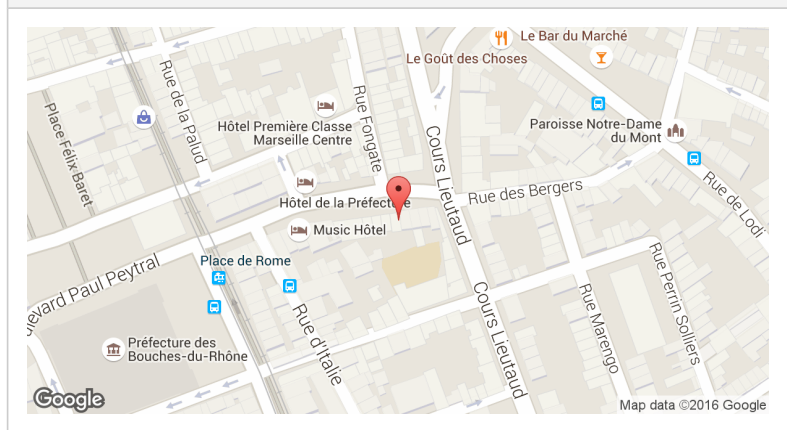 Le Bar du Marché
Le Goût des Choses
Rue de la Palud
Place Félix Baret
Hôtel Première Classe
Marseille Centre
Rue Fongate
Cours Lieutaud
Paroisse Notre-Dame
du Mont
Rue de Lodi
Rue des Bergers
Hôtel de la Préfecture
Music Hôtel
Place de Rome
levard Paul Peytral
Rue d'Italie
Préfecture des
Bouches-du-Rhône
Cours Lieutaud
Rue Marengo
Rue Perrin Solliers
Google
Map data ©2016 Google